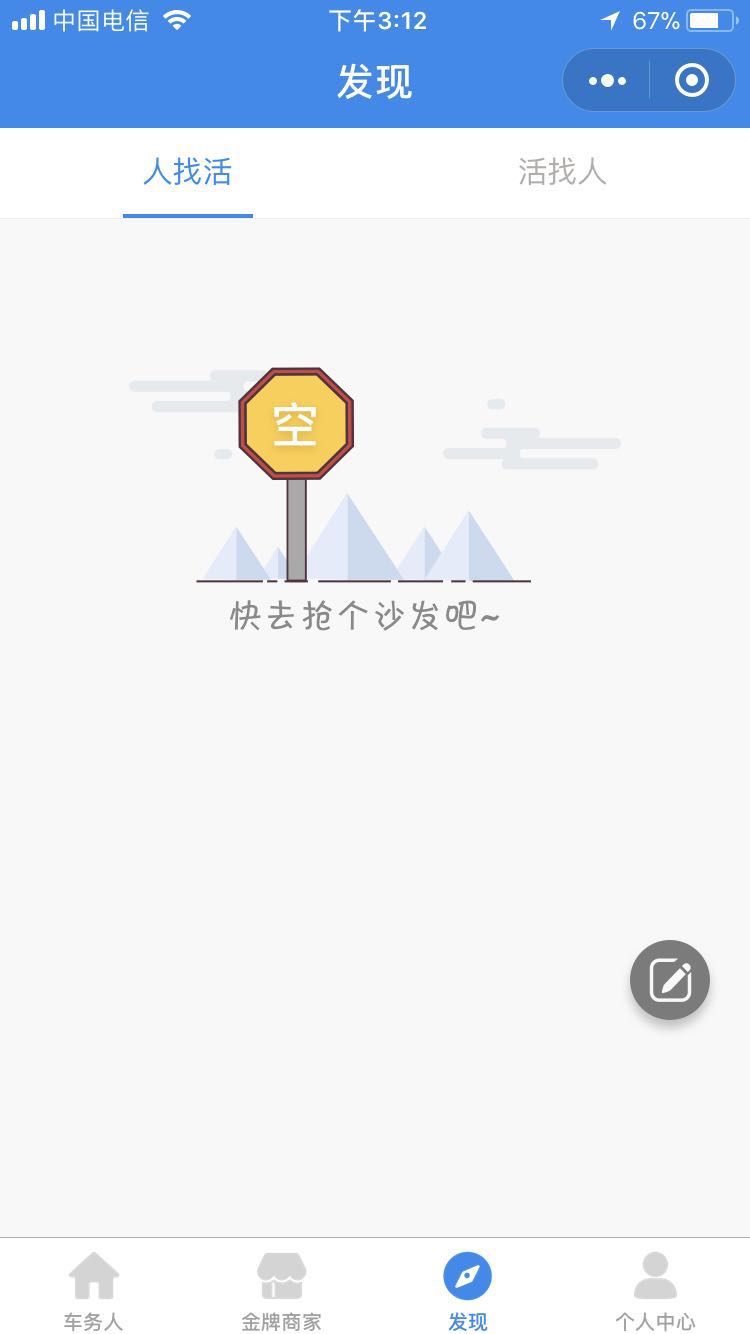 中国电信 下午3:12 67%
发现
人找活 活找人
空
快去抢个沙发吧~
车务人 金牌商家 发现 个人中心